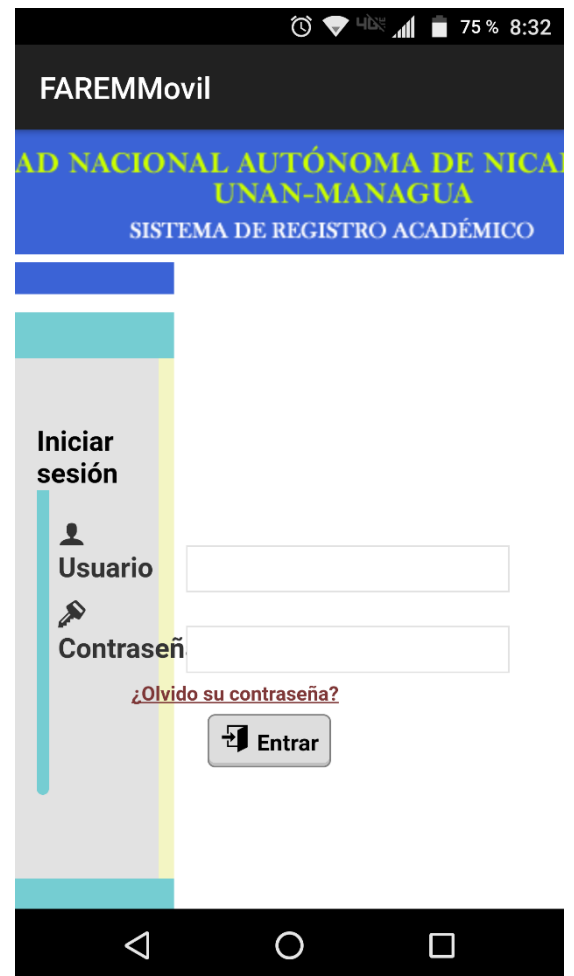 4G 75 % 8:32
FAREMMovil
AD NACIONAL AUTÓNOMA DE NICA
UNAN-MANAGUA
SISTEMA DE REGISTRO ACADÉMICO
Iniciar
sesión
Usuario
Contraseñ
¿Olvido su contraseña?
Entrar